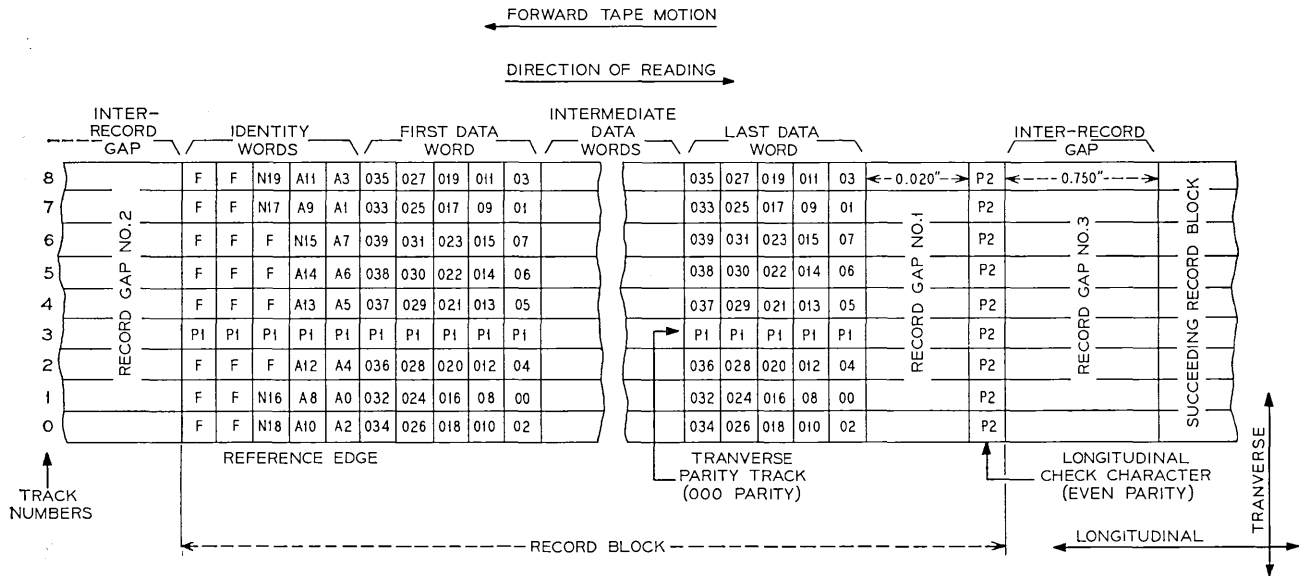 FORWARD TAPE MOTION
DIRECTION OF READING
INTER-
RECORD
GAP
IDENTITY
WORDS
FIRST DATA
WORD
INTERMEDIATE
DATA
WORDS
LAST DATA
WORD
INTER-RECORD
GAP
8 F F N19 A11 A3 035 027 019 011 03 035 027 019 011 03 0.020" P2 0.750"
7 F F N17 A9 A1 033 025 017 09 01 033 025 017 09 01 P2
6 F F F N15 A7 039 031 023 015 07 039 031 023 015 07 P2
5 F F F A14 A6 038 030 022 014 06 038 030 022 014 06 P2
4 F F F A13 A5 037 029 021 013 05 037 029 021 013 05 P2
3 P1 P1 P1 P1 P1 P1 P1 P1 P1 P1 P1 P1 P1 P1 P1 P2
2 F F F A12 A4 036 028 020 012 04 036 028 020 012 04 P2
1 F F N16 A8 A0 032 024 016 08 00 032 024 016 08 00 P2
0 F F N18 A10 A2 034 026 018 010 02 034 026 018 010 02 P2
RECORD GAP NO.2
RECORD GAP NO.1
RECORD GAP NO.3
SUCCEEDING RECORD BLOCK
REFERENCE EDGE
TRANVERSE
PARITY TRACK
(000 PARITY)
LONGITUDINAL
CHECK CHARACTER
(EVEN PARITY)
TRACK
NUMBERS
TRANVERSE
RECORD BLOCK
LONGITUDINAL